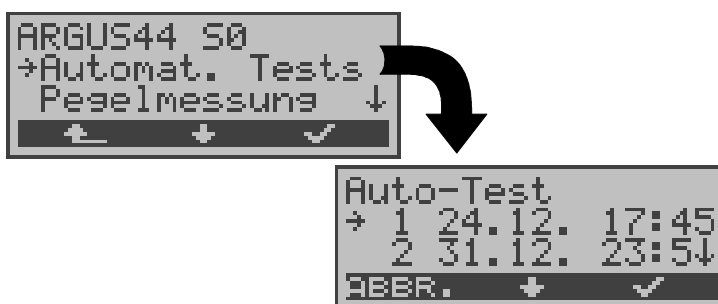 ARGUS44 S0
→Automat. Tests
Pegelmessung ↓
Auto-Test
→ 1 24.12. 17:45
2 31.12. 23:5↓
ABBR.